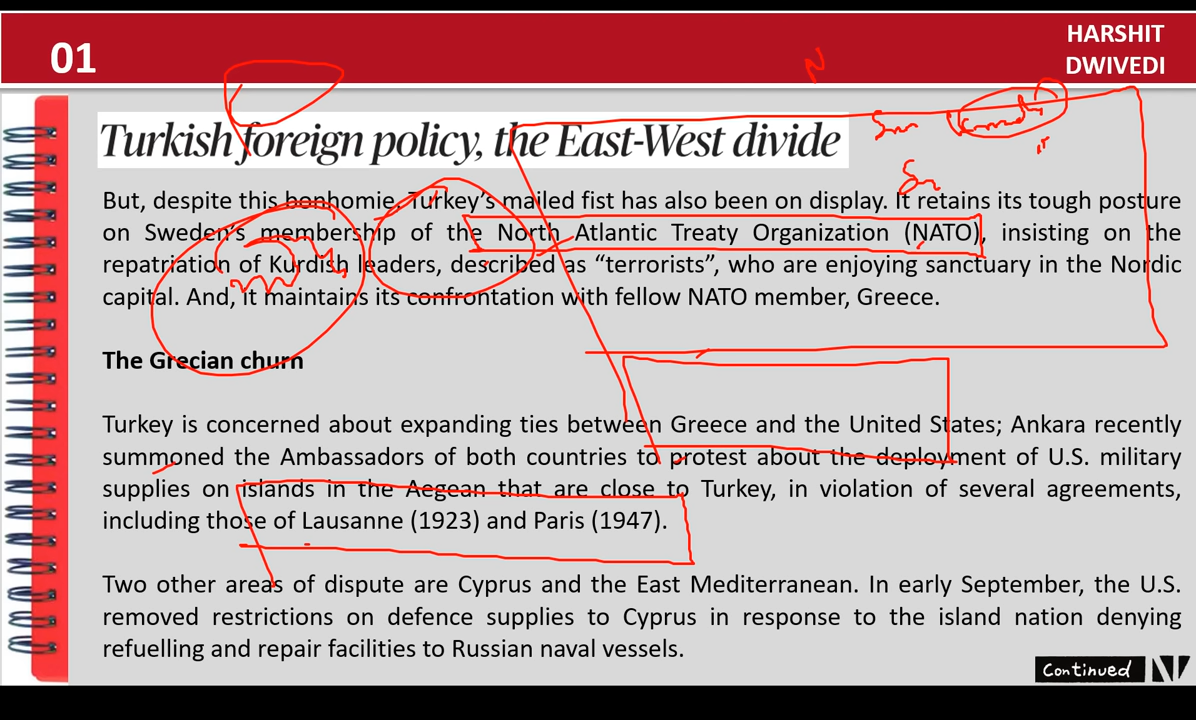 01
HARSHIT
DWIVEDI
Turkish foreign policy, the East-West divide
But, despite this bonhomie, Turkey's mailed fist has also been on display. It retains its tough posture
on Sweden's membership of the North Atlantic Treaty Organization (NATO), insisting on the
repatriation of Kurdish leaders, described as “terrorists”, who are enjoying sanctuary in the Nordic
capital. And, it maintains its confrontation with fellow NATO member, Greece.
The Grecian churn
Turkey is concerned about expanding ties between Greece and the United States; Ankara recently
summoned the Ambassadors of both countries to protest about the deployment of U.S. military
supplies on islands in the Aegean that are close to Turkey, in violation of several agreements,
including those of Lausanne (1923) and Paris (1947).
Two other areas of dispute are Cyprus and the East Mediterranean. In early September, the U.S.
removed restrictions on defence supplies to Cyprus in response to the island nation denying
refuelling and repair facilities to Russian naval vessels.
Continued